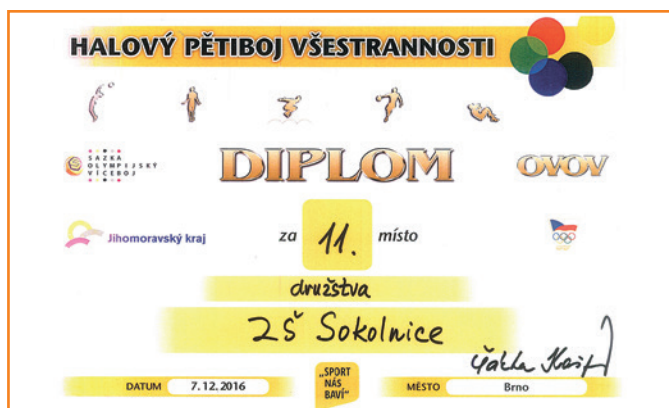 HALOVÝ PĚTIBOJ VŠESTRANNOSTI
SAZKA
OLYMPIJSKÝ
VÍCEBOJ
DIPLOM
OVOV
Jihomoravský kraj
za 11. místo
družstva
ZŠ Sokolnice
DATUM 7.12.2016
„SPORT
NÁS
BAVÍ“
MĚSTO Brno